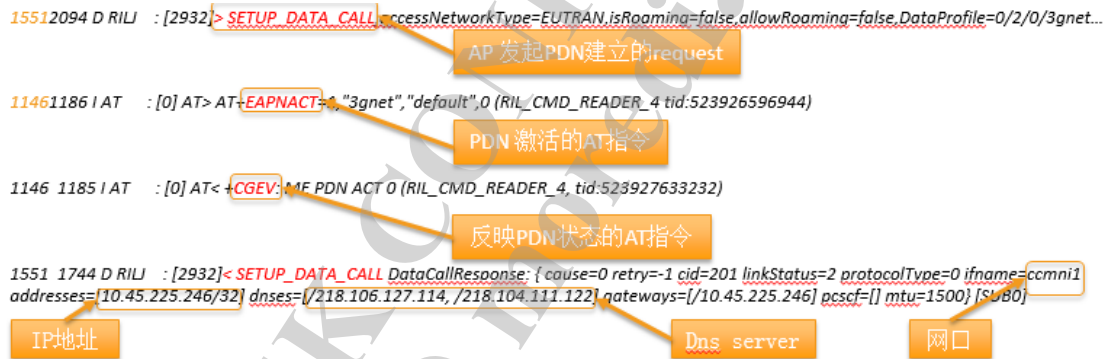 15512094 D RILJ : [2932]> SETUP_DATA_CALL,accessNetworkType=EUTRAN,isRoaming=false,allowRoaming=false,DataProfile=0/2/0/3gnet...
AP 发起PDN建立的request
11461186 I AT : [0] AT> AT+EAPNACT= ,"3gnet","default",0 (RIL_CMD_READER_4 tid:523926596944)
PDN 激活的AT指令
1146 1185 I AT : [0] AT< +CGEV: ME PDN ACT 0 (RIL_CMD_READER_4, tid:523927633232)
反映PDN状态的AT指令
1551 1744 D RILJ : [2932]< SETUP_DATA_CALL DataCallResponse: { cause=0 retry=-1 cid=201 linkStatus=2 protocolType=0 ifname=ccmni1
addresses=[10.45.225.246/32] dnses=[/218.106.127.114, /218.104.111.122] gateways=[/10.45.225.246] pcscf=[] mtu=1500} [SUB0]
IP地址
Dns server
网口